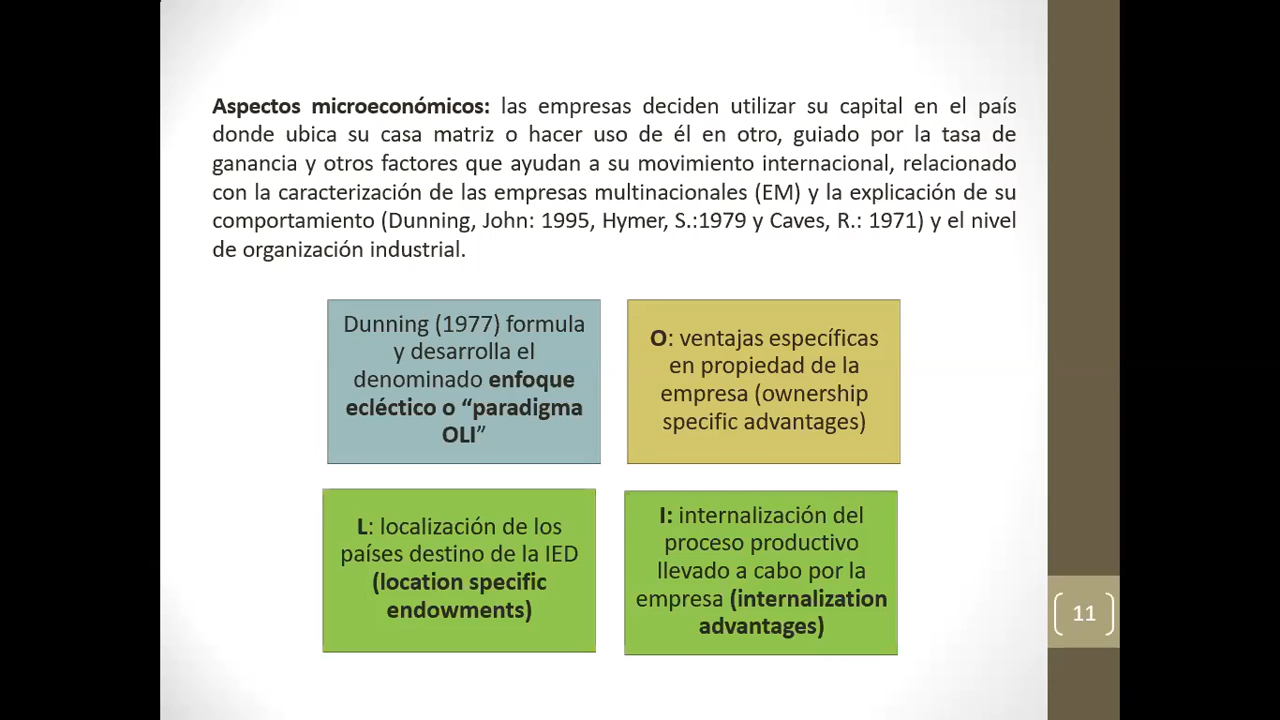 Aspectos microeconómicos: las empresas deciden utilizar su capital en el país
donde ubica su casa matriz o hacer uso de él en otro, guiado por la tasa de
ganancia y otros factores que ayudan a su movimiento internacional, relacionado
con la caracterización de las empresas multinacionales (EM) y la explicación de su
comportamiento (Dunning, John: 1995, Hymer, S.:1979 y Caves, R.: 1971) y el nivel
de organización industrial.
Dunning (1977) formula
y desarrolla el
denominado enfoque
ecléctico o “paradigma
OLI”
O: ventajas específicas
en propiedad de la
empresa (ownership
specific advantages)
L: localización de los
países destino de la IED
(location specific
endowments)
I: internalización del
proceso productivo
llevado a cabo por la
empresa (internalization
advantages)
11